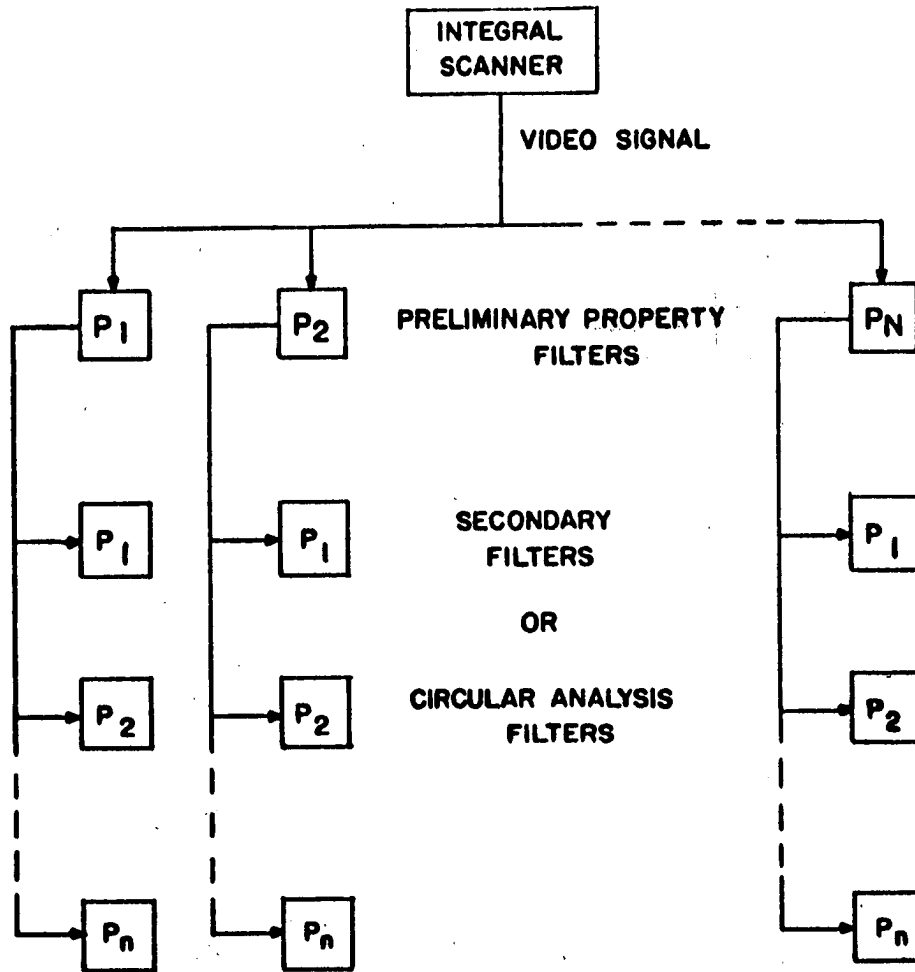 INTEGRAL
SCANNER
VIDEO SIGNAL
P1 P2 PRELIMINARY PROPERTY PN
FILTERS
P1 P1 SECONDARY P1
FILTERS
OR
P2 P2 CIRCULAR ANALYSIS P2
FILTERS
Pn Pn Pn